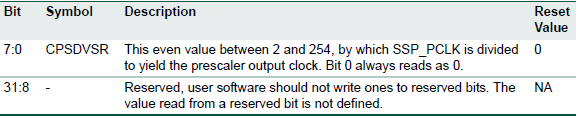 Bit Symbol Description Reset
Value
7:0 CPSDVSR This even value between 2 and 254, by which SSP_PCLK is divided 0
to yield the prescaler output clock. Bit 0 always reads as 0.
31:8 - Reserved, user software should not write ones to reserved bits. The NA
value read from a reserved bit is not defined.